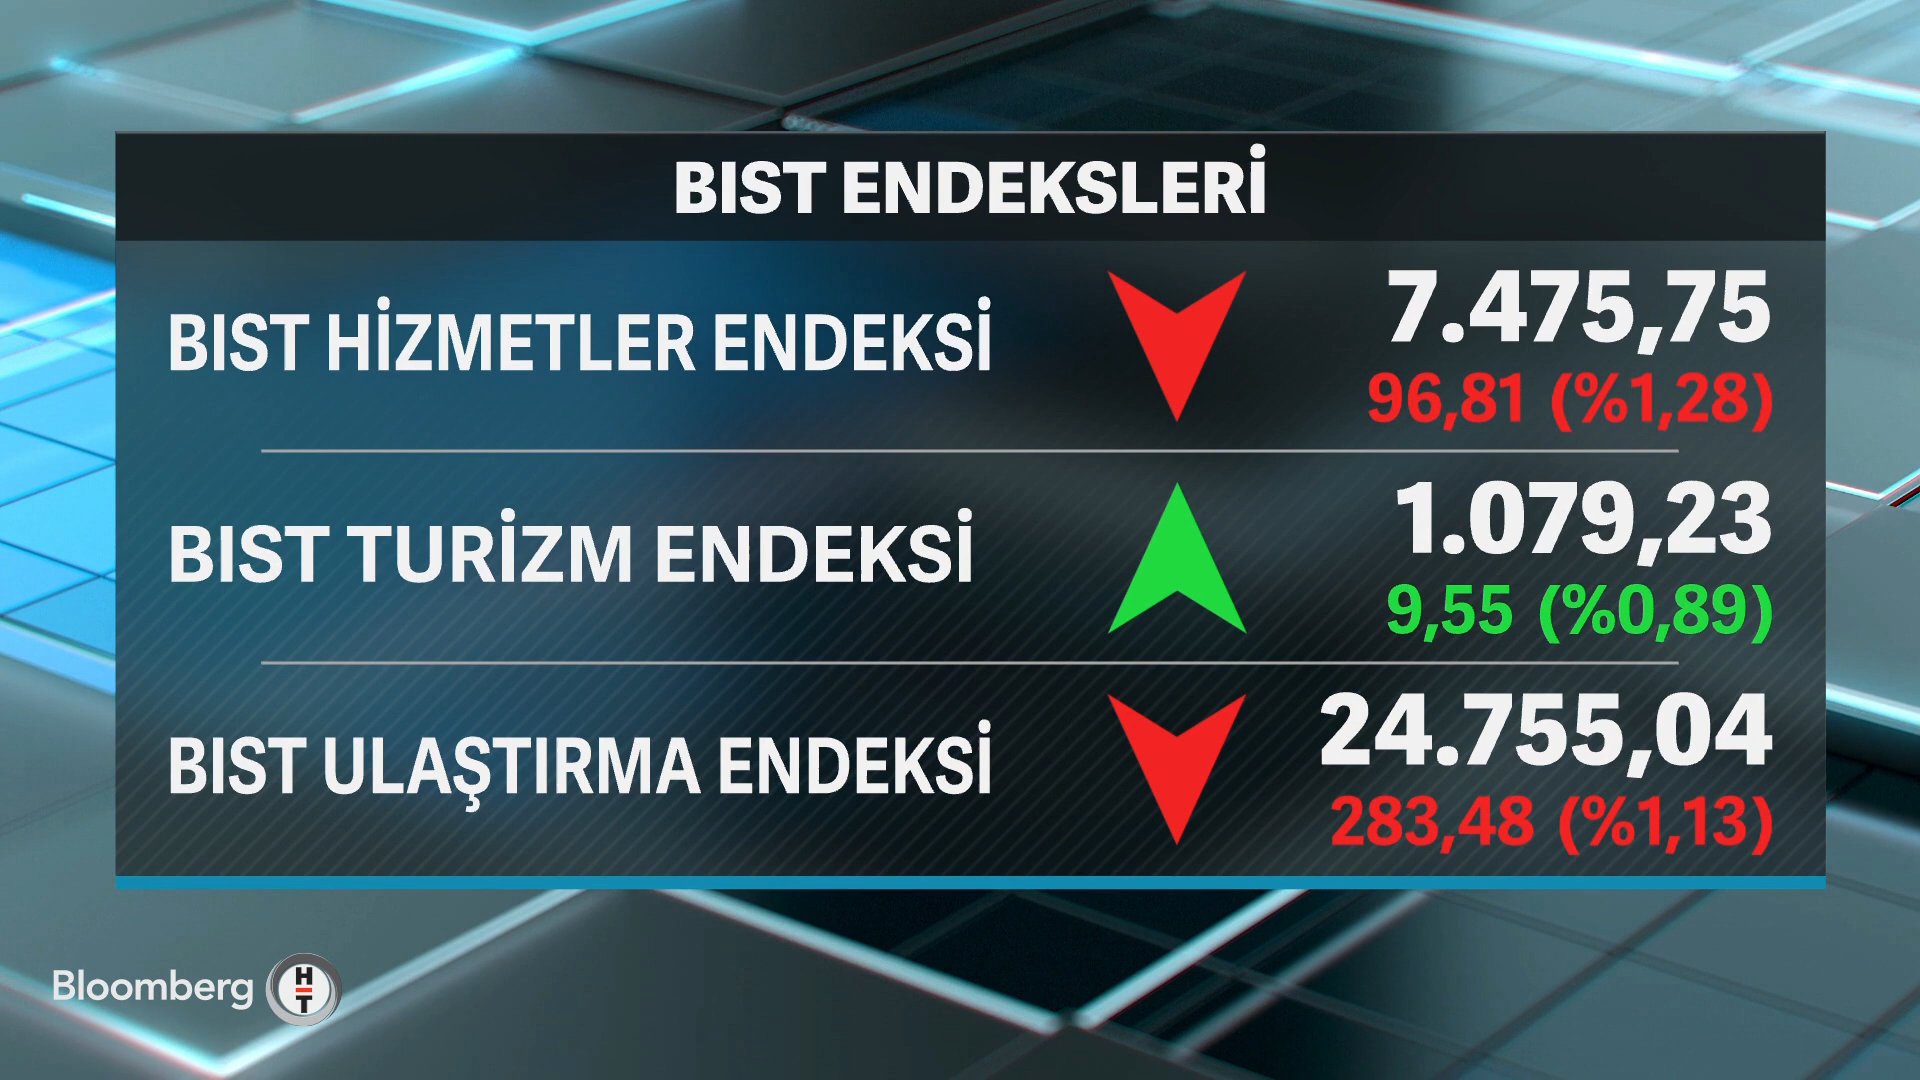 BIST ENDEKSLERİ
BIST HİZMETLER ENDEKSİ
7.475,75
96,81 (%1,28)
BIST TURİZM ENDEKSİ
1.079,23
9,55 (%0,89)
BIST ULAŞTIRMA ENDEKSİ
24.755,04
283,48 (%1,13)
Bloomberg HT